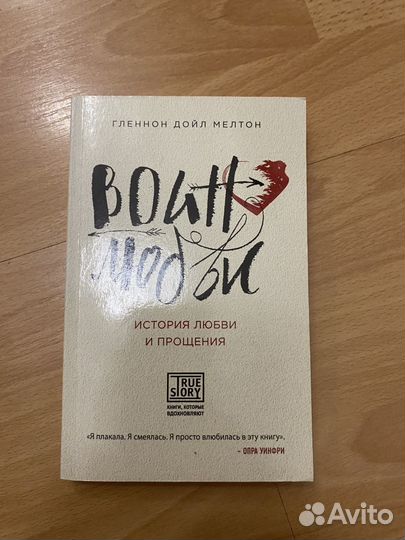 ГЛЕННОН ДОЙЛ МЕЛТОН
ВОИН
ЛЮБВИ
ИСТОРИЯ ЛЮБВИ
И ПРОЩЕНИЯ
TRUE
STORY
КНИГИ, КОТОРЫЕ
ВДОХНОВЛЯЮТ
«Я плакала. Я смеялась. Я просто влюбилась в эту книгу».
– ОПРА УИНФРИ
Avito